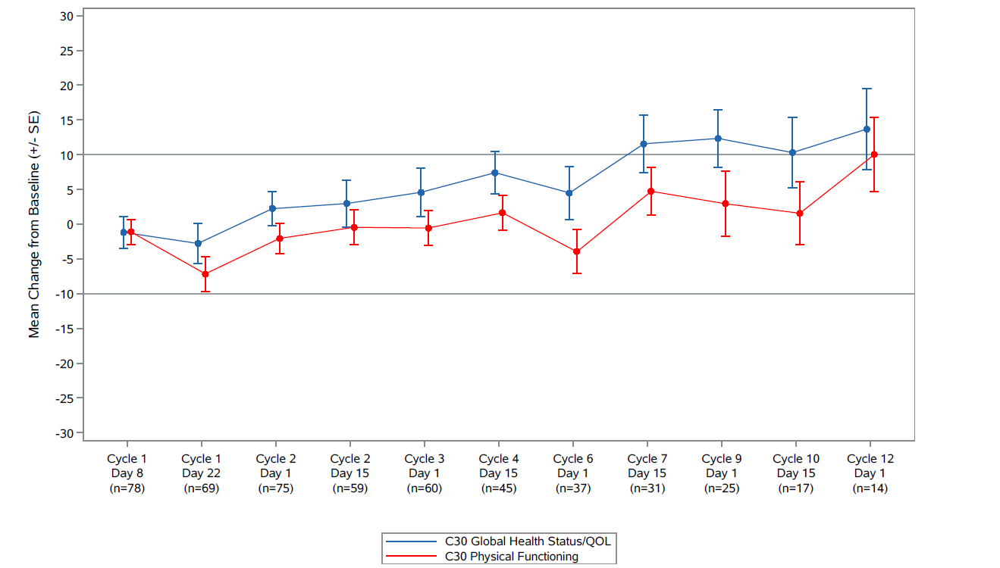 Mean Change from Baseline (+/- SE)
30
25
20
15
10
5
0
-5
-10
-15
-20
-25
-30
Cycle 1 Cycle 1 Cycle 2 Cycle 2 Cycle 3 Cycle 4 Cycle 6 Cycle 7 Cycle 9 Cycle 10 Cycle 12
Day 8 Day 22 Day 1 Day 15 Day 1 Day 15 Day 1 Day 15 Day 1 Day 15 Day 1
(n=78) (n=69) (n=75) (n=59) (n=60) (n=45) (n=37) (n=31) (n=25) (n=17) (n=14)
C30 Global Health Status/QOL
C30 Physical Functioning